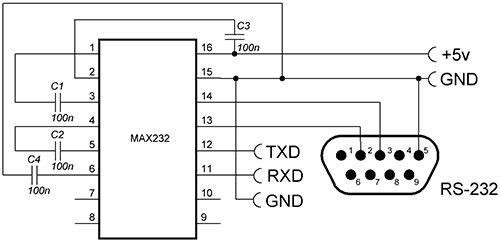 C3
100n
1
16
+5v
2
15
GND
C1
100n
3
14
4
13
MAX232
C2
100n
5
12
TXD
1
2
3
4
5
C4
100n
6
11
RXD
6
7
8
9
RS-232
7
10
GND
8
9